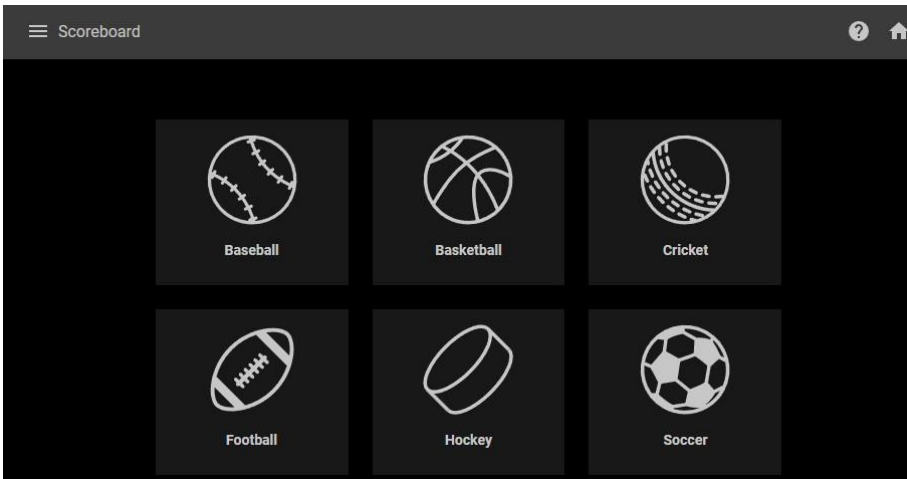 Scoreboard
Baseball
Basketball
Cricket
Football
Hockey
Soccer